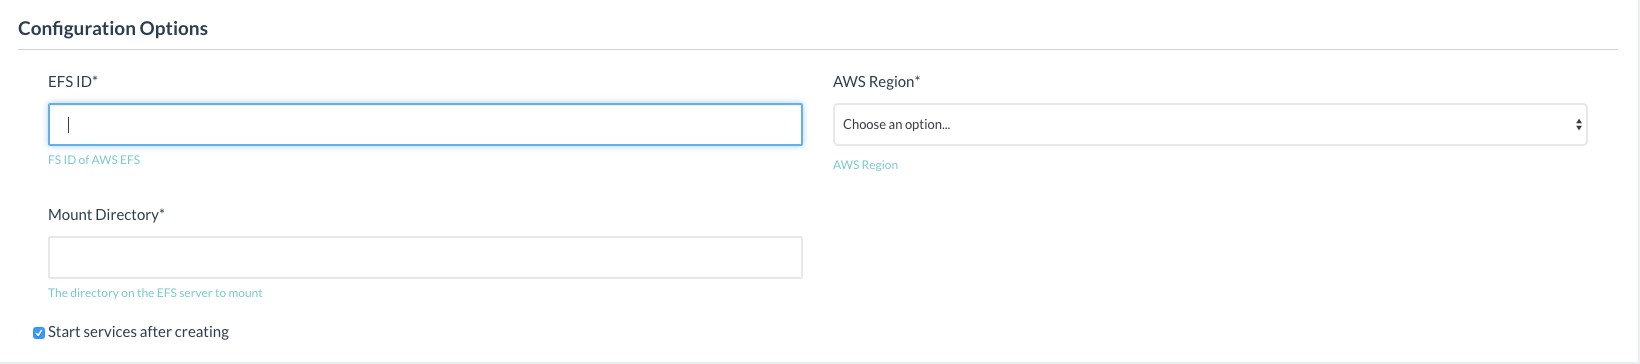 Configuration Options
EFS ID*
AWS Region*
Choose an option...
FS ID of AWS EFS
AWS Region
Mount Directory*
The directory on the EFS server to mount
Start services after creating